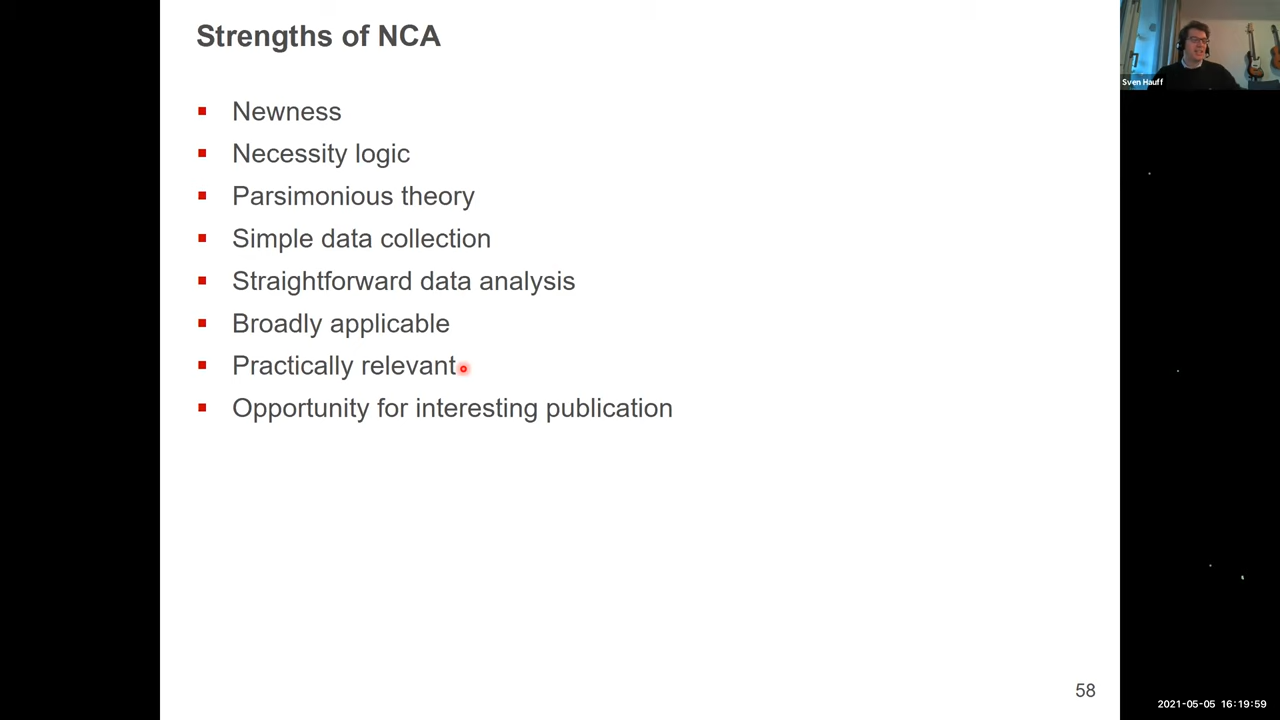 Strengths of NCA
Newness
Necessity logic
Parsimonious theory
Simple data collection
Straightforward data analysis
Broadly applicable
Practically relevant
Opportunity for interesting publication
58
Sven Hauff
2021-05-05 16:19:59